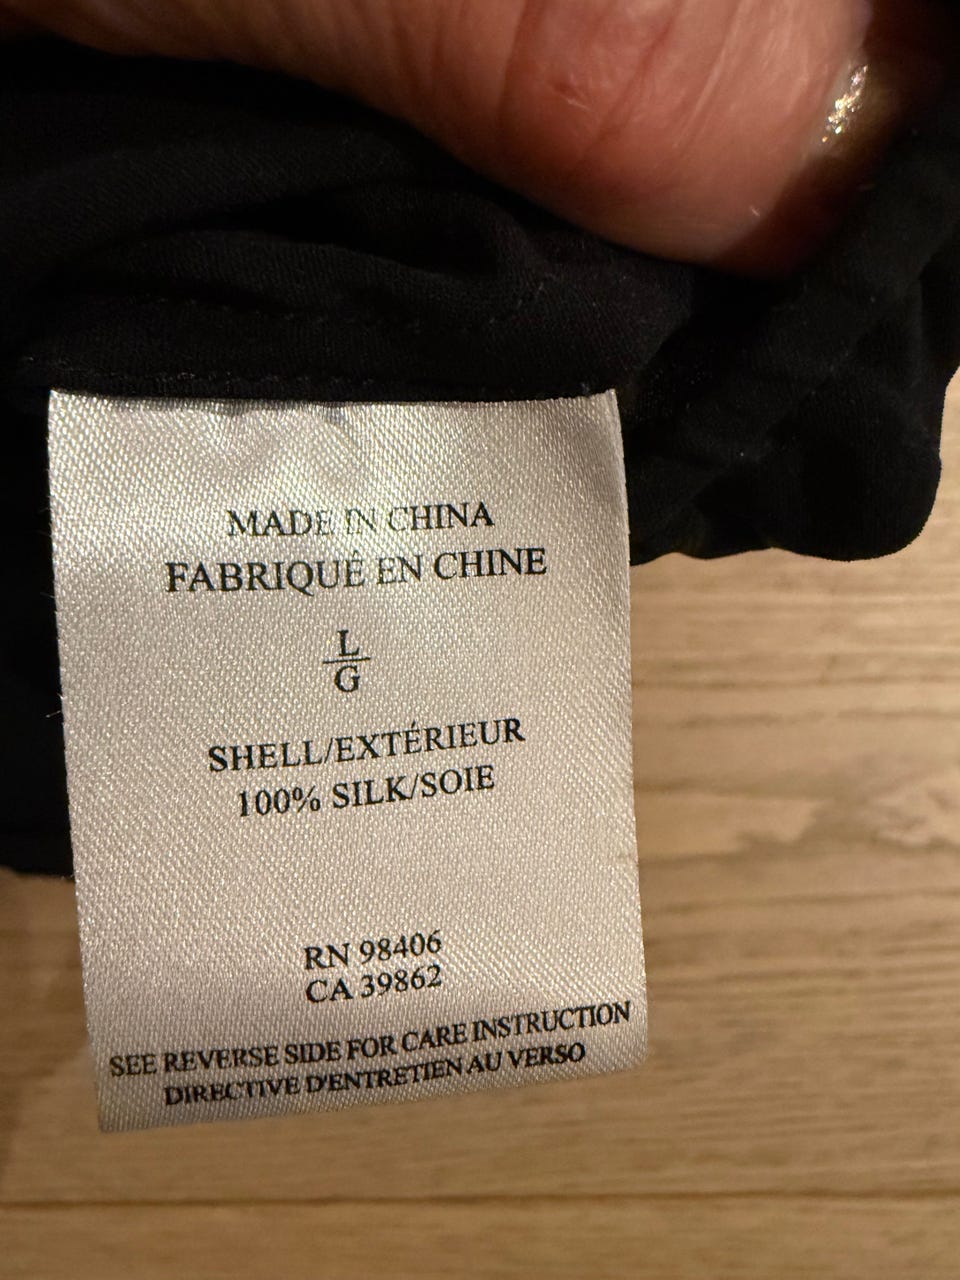 MADE IN CHINA
FABRIQUÉ EN CHINE
L
G
SHELL/EXTÉRIEUR
100% SILK/SOIE
RN 98406
CA 39862
SEE REVERSE SIDE FOR CARE INSTRUCTION
DIRECTIVE D'ENTRETIEN AU VERSO